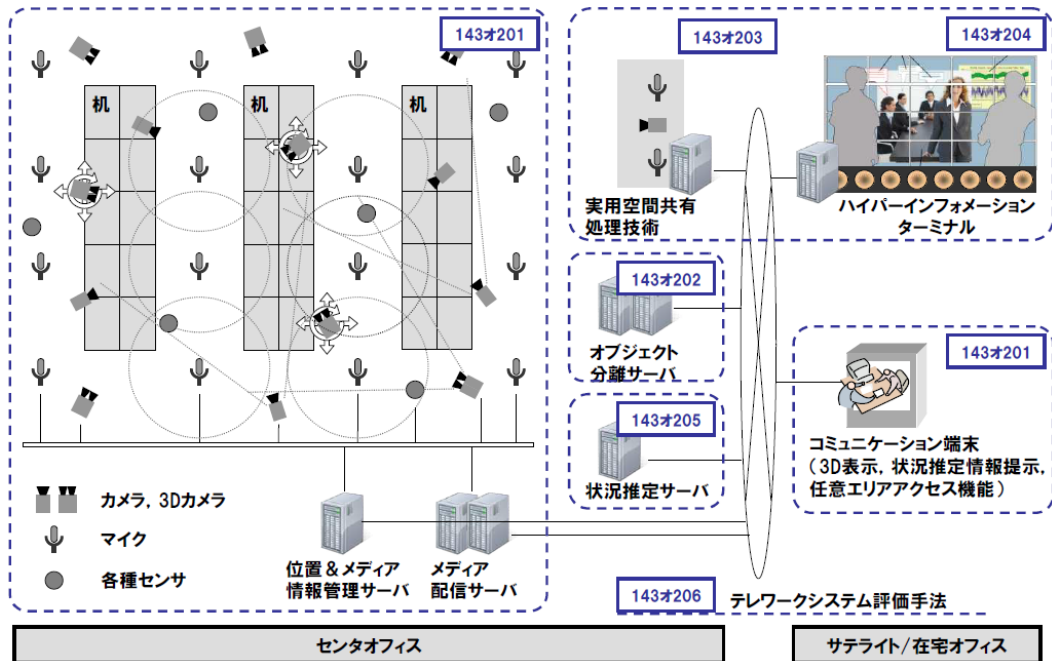 143オ201
机
机
机
カメラ, 3Dカメラ
マイク
各種センサ
位置&メディア
情報管理サーバ
メディア
配信サーバ
143オ203
実用空間共有
処理技術
143オ204
ハイパーインフォメーション
ターミナル
143オ202
オブジェクト
分離サーバ
143オ205
状況推定サーバ
143オ201
コミュニケーション端末
(3D表示, 状況推定情報提示,
任意エリアアクセス機能)
143オ206
テレワークシステム評価手法
センタオフィス
サテライト/在宅オフィス